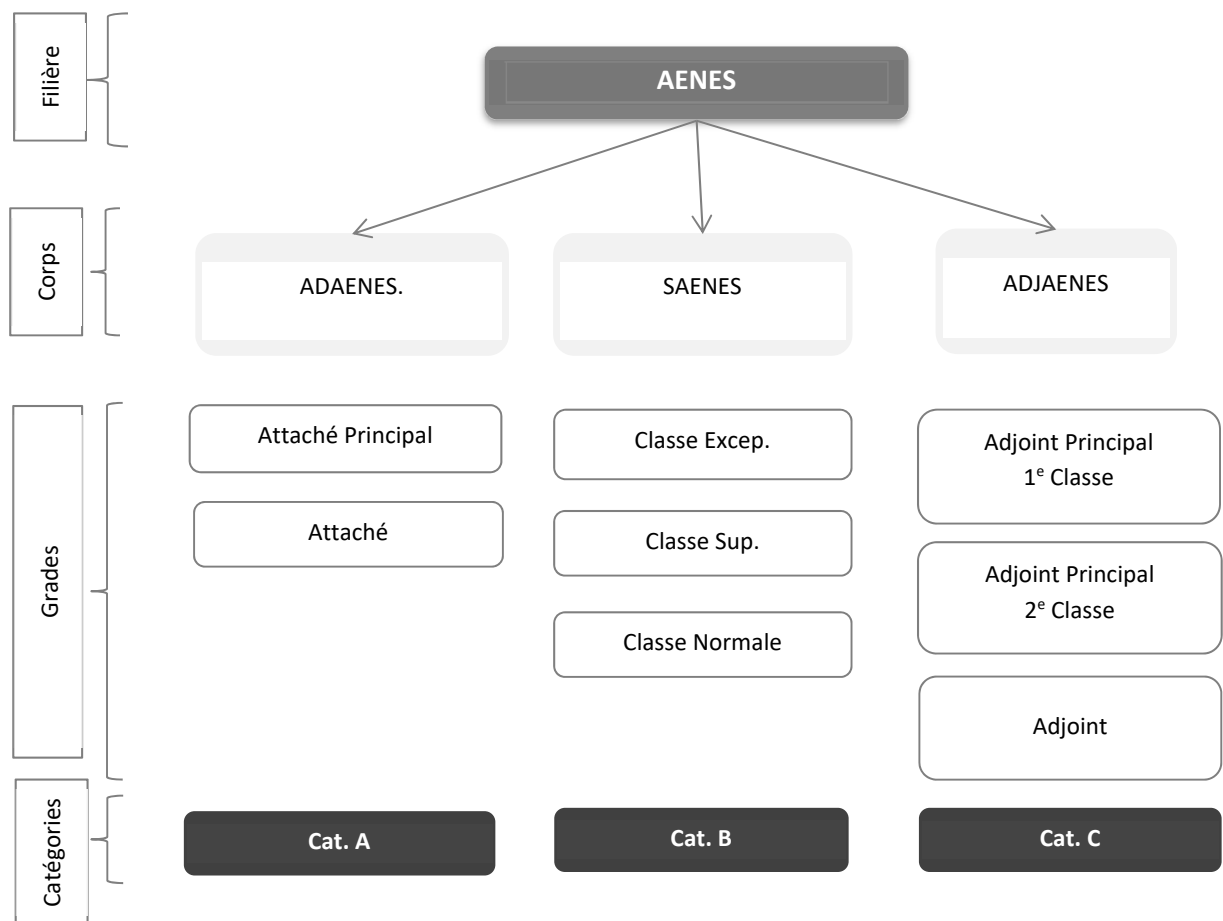 Filière
AENES
Corps
ADAENES.
SAENES
ADJAENES
Grades
Attaché Principal
Classe Excep.
Adjoint Principal
1e Classe
Attaché
Classe Sup.
Adjoint Principal
2e Classe
Classe Normale
Adjoint
Catégories
Cat. A
Cat. B
Cat. C